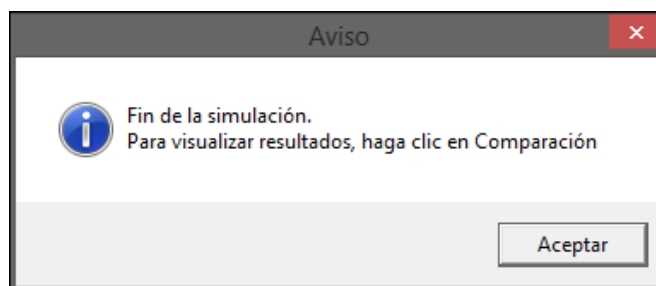 Aviso
Fin de la simulación.
Para visualizar resultados, haga clic en Comparación
Aceptar